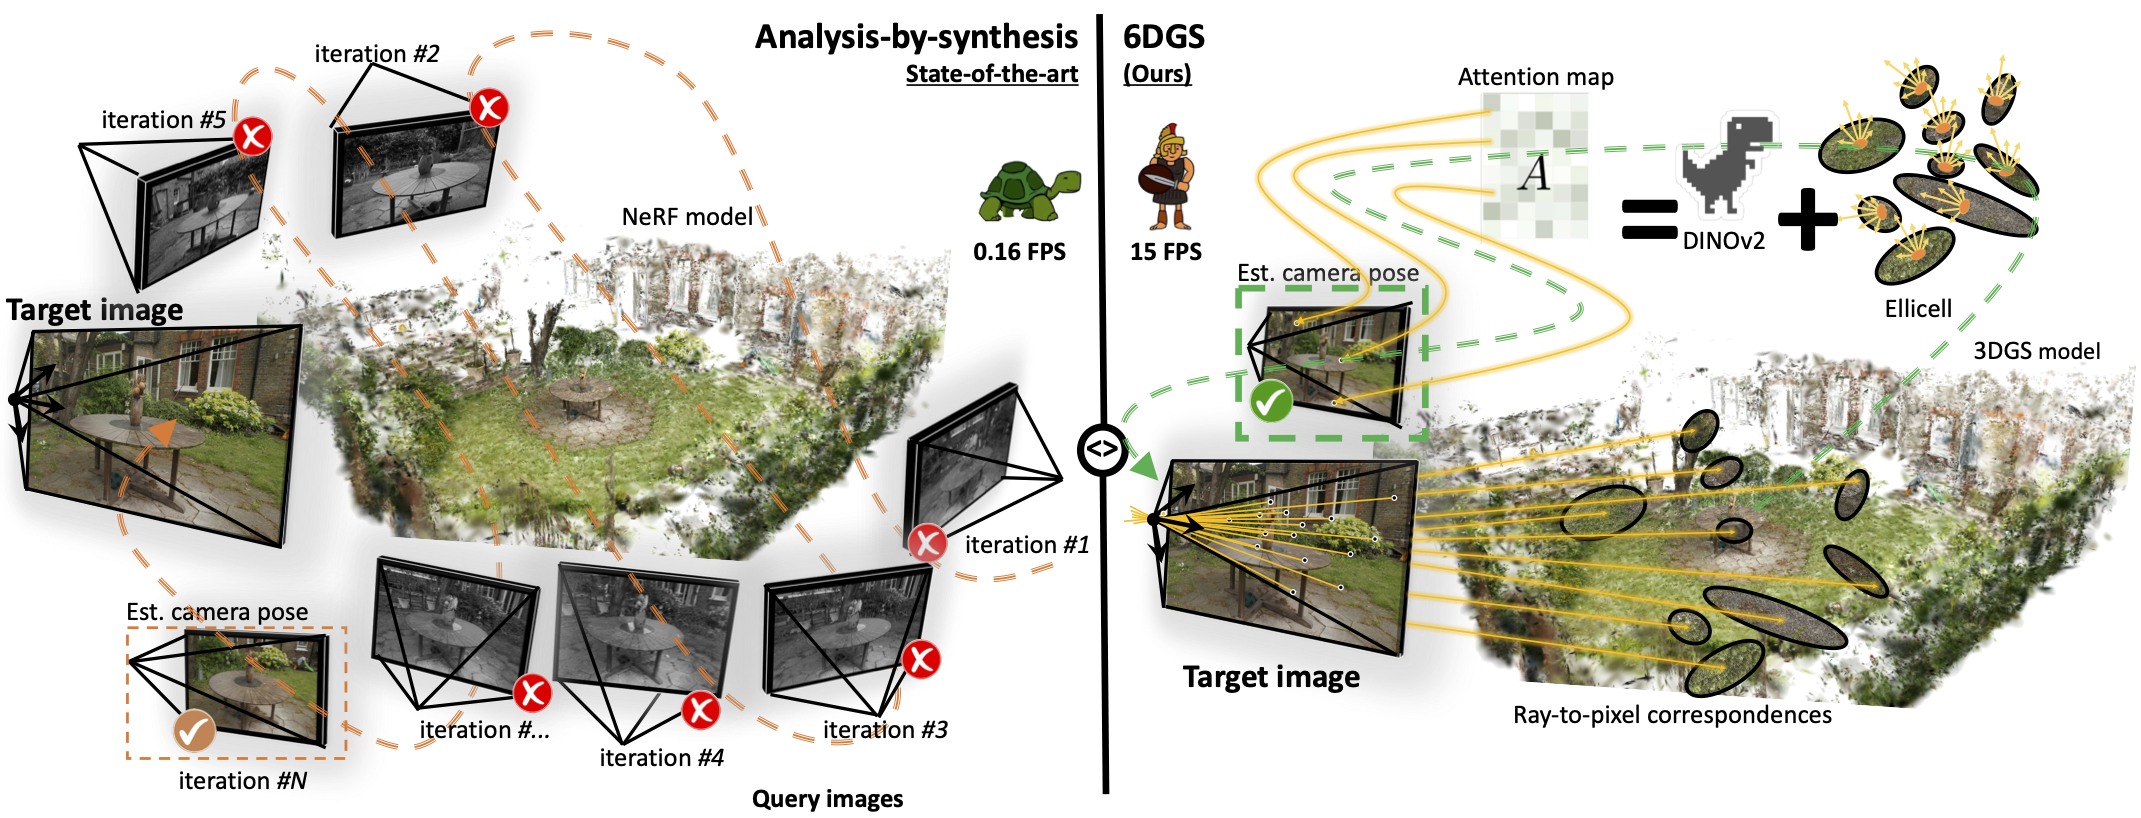 Analysis-by-synthesis
State-of-the-art
iteration #2
iteration #5
NeRF model
0.16 FPS
Target image
iteration #1
Est. camera pose
iteration #N
iteration #...
iteration #4
iteration #3
Query images
<>
6DGS
(Ours)
Attention map
A
=
DINOv2
+
15 FPS
Est. camera pose
Ellicell
3DGS model
Target image
Ray-to-pixel correspondences